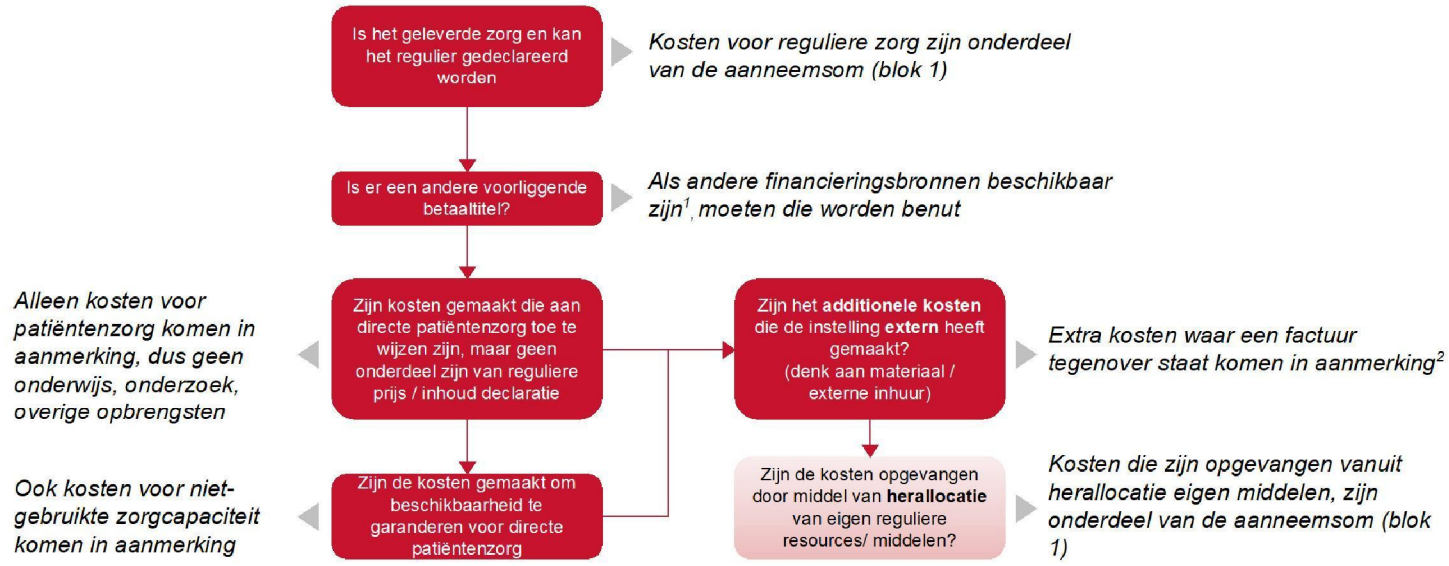 Is het geleverde zorg en kan
het regulier gedeclareerd
worden
Kosten voor reguliere zorg zijn onderdeel
van de aanneemsom (blok 1)
Is er een andere voorliggende
betaaltitel?
Als andere financieringsbronnen beschikbaar
zijn1, moeten die worden benut
Alleen kosten voor
patiëntenzorg komen in
aanmerking, dus geen
onderwijs, onderzoek,
overige opbrengsten
Zijn kosten gemaakt die aan
directe patiëntenzorg toe te
wijzen zijn, maar geen
onderdeel zijn van reguliere
prijs / inhoud declaratie
Zijn het additionele kosten
die de instelling extern heeft
gemaakt?
(denk aan materiaal /
externe inhuur)
Extra kosten waar een factuur
tegenover staat komen in
aanmerking2
Ook kosten voor niet-
gebruikte zorgcapaciteit
komen in aanmerking
Zijn de kosten gemaakt om
beschikbaarheid te
garanderen voor directe
patiëntenzorg
Zijn de kosten opgevangen
door middel van herallocatie
van eigen reguliere
resources/ middelen?
Kosten die zijn opgevangen vanuit
herallocatie eigen middelen, zijn
onderdeel van de aanneemsom (blok
1)